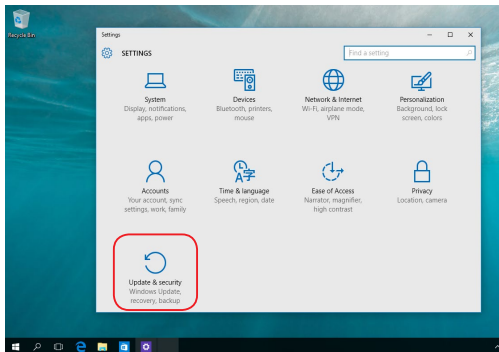 Recycle Bin
Settings
SETTINGS
Find a setting
System
Display, notifications,
apps, power
Devices
Bluetooth, printers,
mouse
Network & Internet
Wi-Fi, airplane mode,
VPN
Personalization
Background, lock
screen, colors
Accounts
Your account, sync
settings, work, family
A字
Time & language
Speech, region, date
Ease of Access
Narrator, magnifier,
high contrast
Privacy
Location, camera
Update & security
Windows Update,
recovery, backup